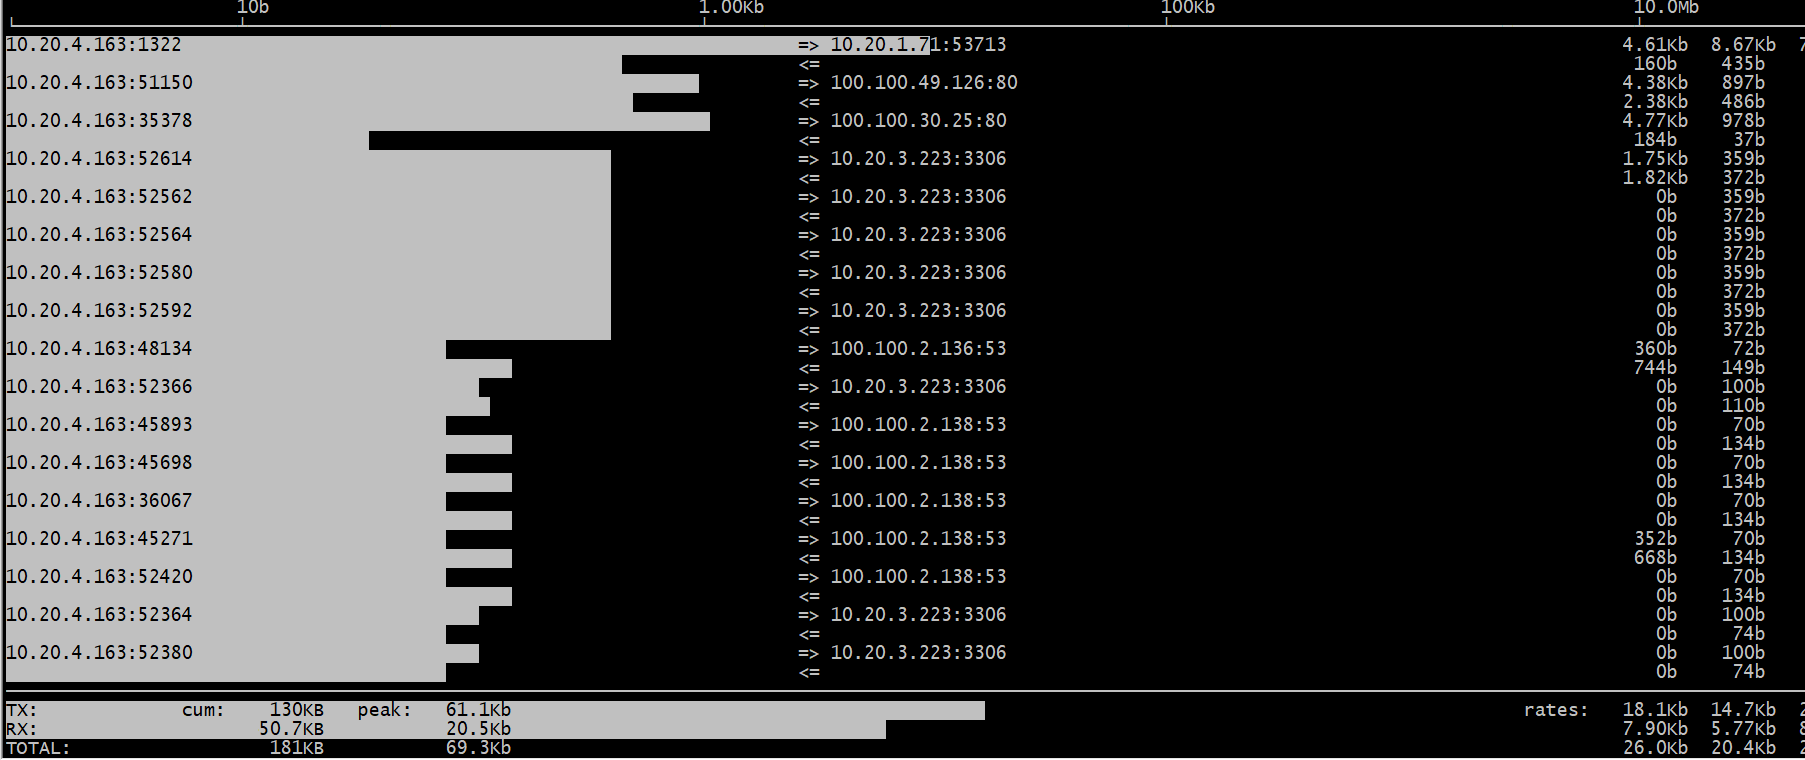 10b 1.00Kb 100Kb 10.0Mb
10.20.4.163:1322 => 10.20.1.71:53713 4.61Kb 8.67Kb
<= 160b 435b
10.20.4.163:51150 => 100.100.49.126:80 4.38Kb 897b
<= 2.38Kb 486b
10.20.4.163:35378 => 100.100.30.25:80 4.77Kb 978b
<= 184b 37b
10.20.4.163:52614 => 10.20.3.223:3306 1.75Kb 359b
<= 1.82Kb 372b
10.20.4.163:52562 => 10.20.3.223:3306 0b 359b
<= 0b 372b
10.20.4.163:52564 => 10.20.3.223:3306 0b 359b
<= 0b 372b
10.20.4.163:52580 => 10.20.3.223:3306 0b 359b
<= 0b 372b
10.20.4.163:52592 => 10.20.3.223:3306 0b 359b
<= 0b 372b
10.20.4.163:48134 => 100.100.2.136:53 360b 72b
<= 744b 149b
10.20.4.163:52366 => 10.20.3.223:3306 0b 100b
<= 0b 110b
10.20.4.163:45893 => 100.100.2.138:53 0b 70b
<= 0b 134b
10.20.4.163:45698 => 100.100.2.138:53 0b 70b
<= 0b 134b
10.20.4.163:36067 => 100.100.2.138:53 0b 70b
<= 0b 134b
10.20.4.163:45271 => 100.100.2.138:53 352b 70b
<= 668b 134b
10.20.4.163:52420 => 100.100.2.138:53 0b 70b
<= 0b 134b
10.20.4.163:52364 => 10.20.3.223:3306 0b 100b
<= 0b 74b
10.20.4.163:52380 => 10.20.3.223:3306 0b 100b
<= 0b 74b
TX: cum: 130KB peak: 61.1Kb rates: 18.1Kb 14.7Kb
RX: 50.7KB 20.5Kb 7.90Kb 5.77Kb
TOTAL: 181KB 69.3Kb 26.0Kb 20.4Kb